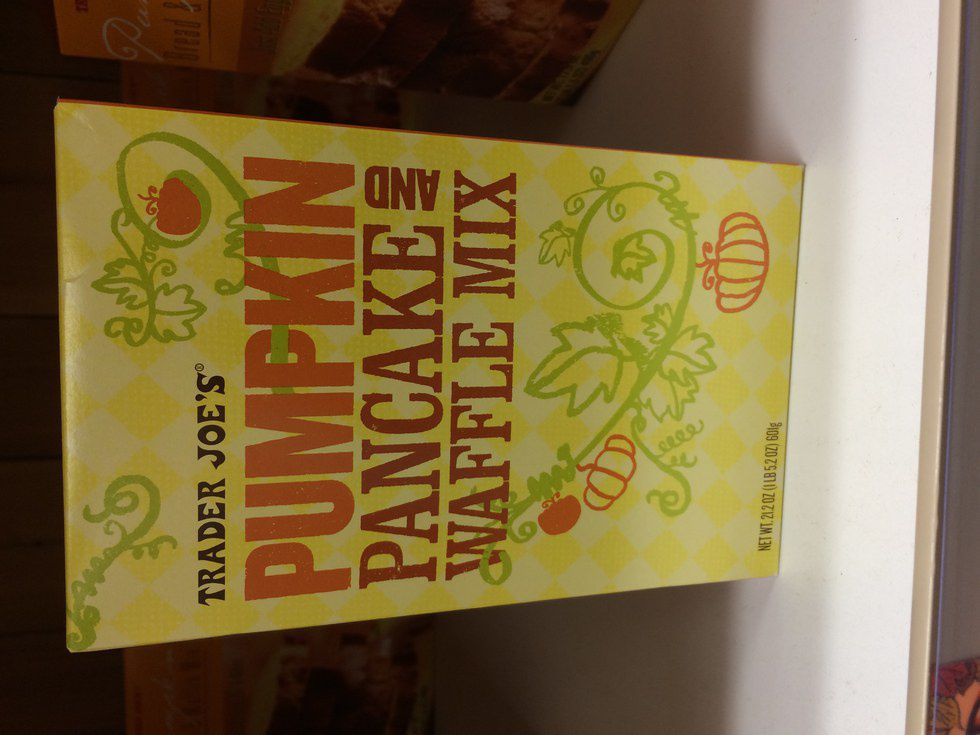 TRADER JOE'S®
PUMPKIN
PANCAKE AND
WAFFLE MIX
NET WT. 21.2 OZ (1 LB 5.2 OZ) 601g